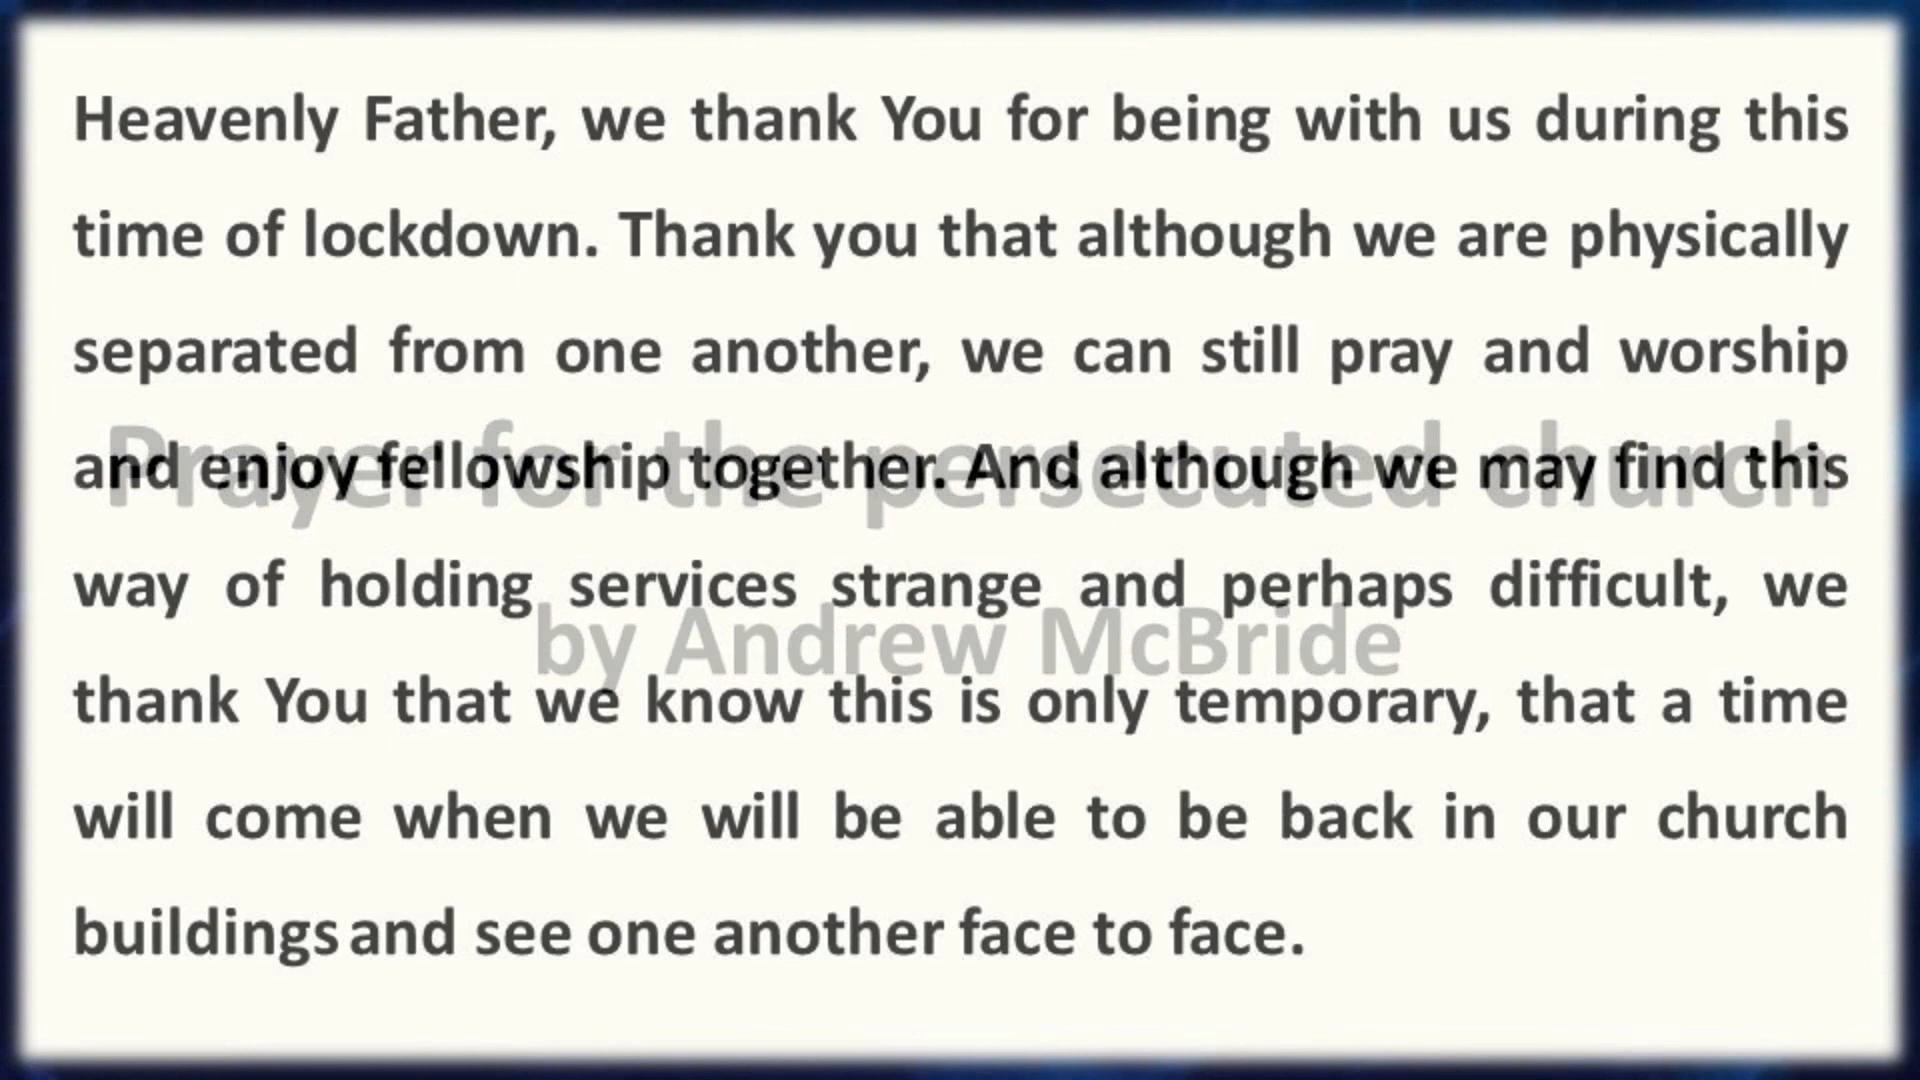 Heavenly Father, we thank You for being with us during this
time of lockdown. Thank you that although we are physically
separated from one another, we can still pray and worship
Prayer for the persecuted church
and enjoy fellowship together. And although we may find this
way of holding services strange and perhaps difficult, we
by Andrew McBride
thank You that we know this is only temporary, that a time
will come when we will be able to be back in our church
buildings and see one another face to face.